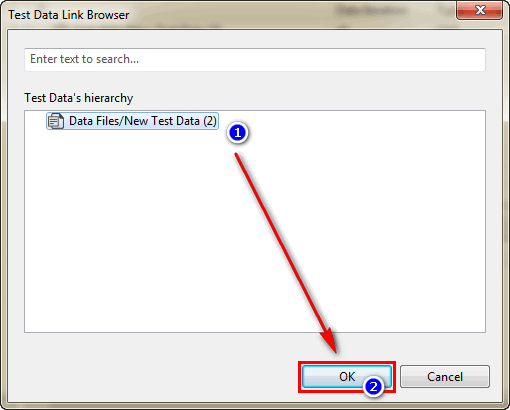 Test Data Link Browser
Enter text to search...
Test Data's hierarchy
Data Files/New Test Data (2)
1
OK
2
Cancel